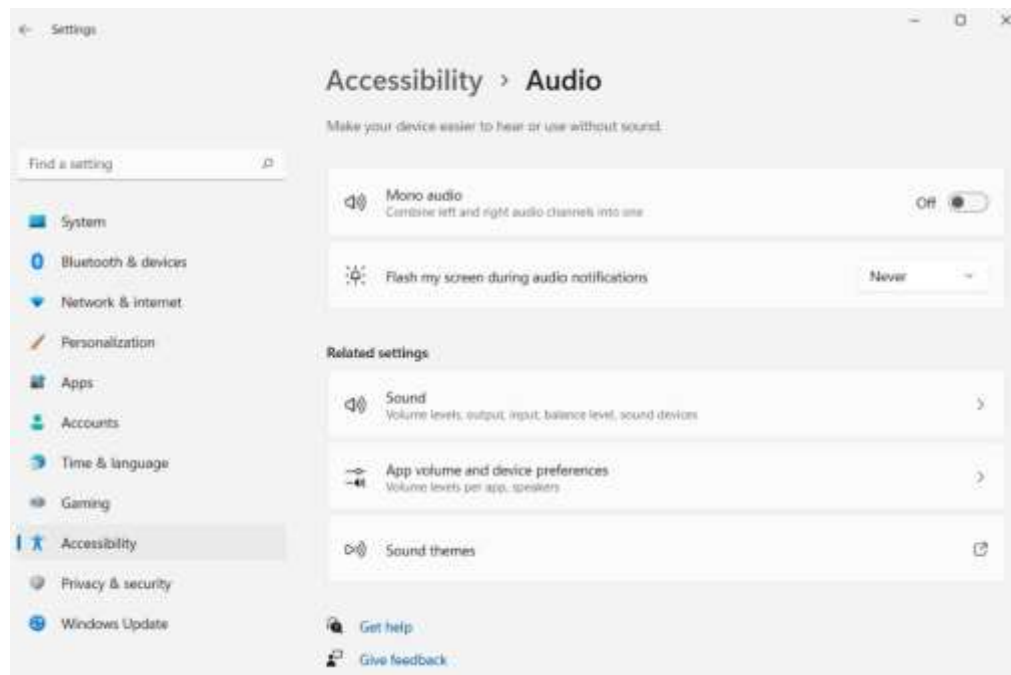 Settings
Accessibility > Audio
Make your device easier to hear or use without sound.
Find a setting
System
Bluetooth & devices
Network & internet
Personalization
Apps
Accounts
Time & language
Gaming
Accessibility
Privacy & security
Windows Update
Mono audio
Combine left and right audio channels into one
Off
Flash my screen during audio notifications
Never
Related settings
Sound
Volume levels, output, input, balance level, sound devices
App volume and device preferences
Volume levels per app, speakers
Sound themes
Get help
Give feedback